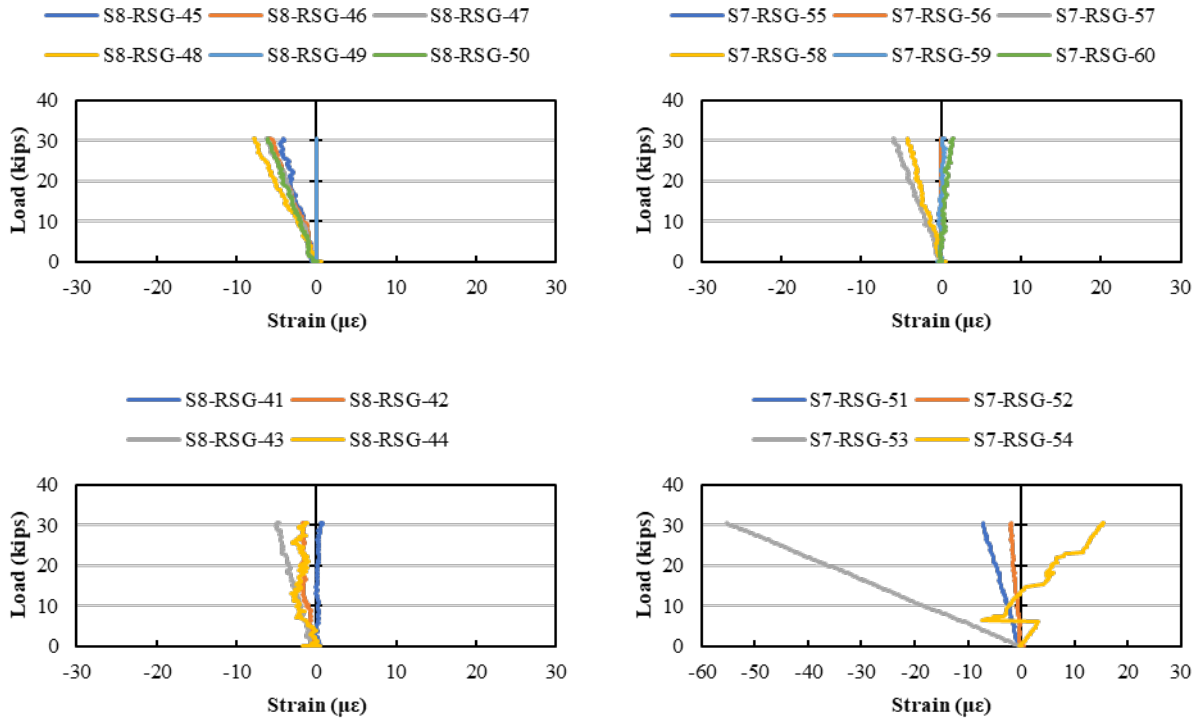 S8-RSG-45 S8-RSG-46 S8-RSG-47
S8-RSG-48 S8-RSG-49 S8-RSG-50
40
30
20
10
0
Load (kips)
-30 -20 -10 0 10 20 30
Strain (με)
S7-RSG-55 S7-RSG-56 S7-RSG-57
S7-RSG-58 S7-RSG-59 S7-RSG-60
40
30
20
10
0
Load (kips)
-30 -20 -10 0 10 20 30
Strain (με)
S8-RSG-41 S8-RSG-42
S8-RSG-43 S8-RSG-44
40
30
20
10
0
Load (kips)
-30 -20 -10 0 10 20 30
Strain (με)
S7-RSG-51 S7-RSG-52
S7-RSG-53 S7-RSG-54
40
30
20
10
0
Load (kips)
-60 -50 -40 -30 -20 -10 0 10 20 30
Strain (με)